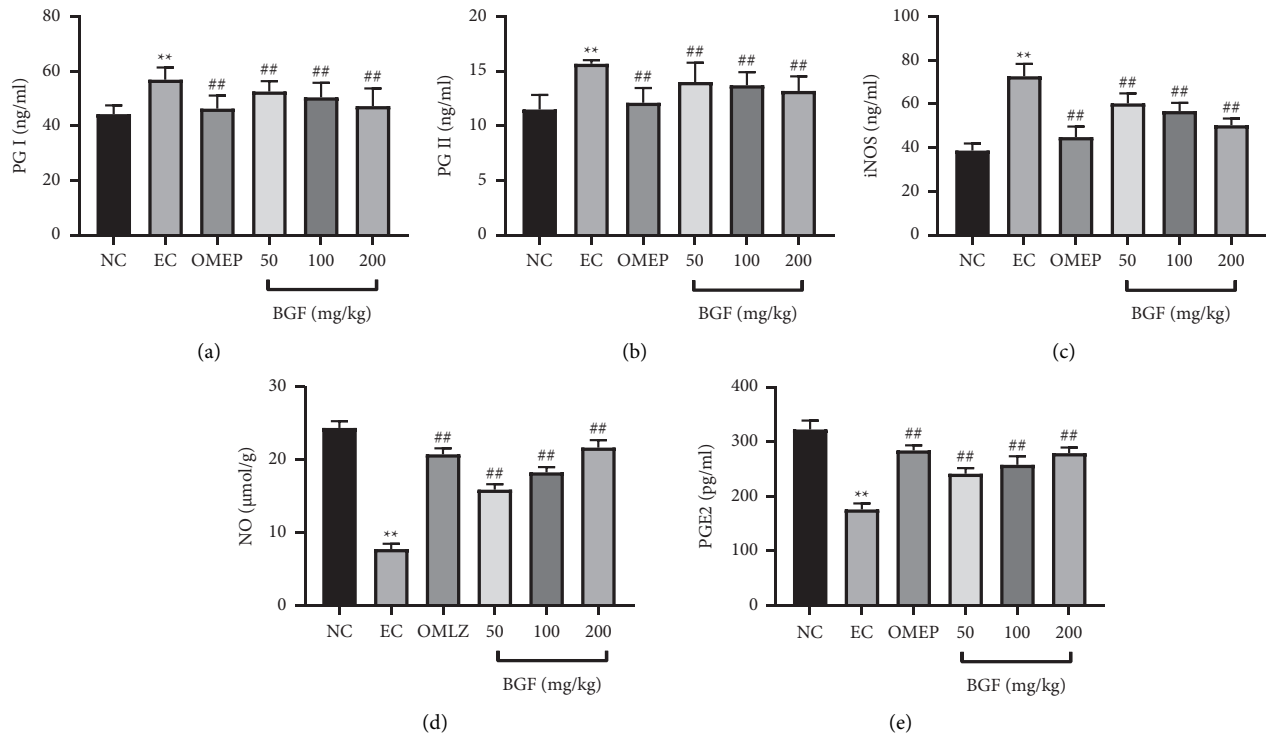 PG I (ng/ml)
80
60
40
20
0
**
##
##
##
##
NC EC OMEP 50 100 200
BGF (mg/kg)
(a)
PG II (ng/ml)
20
15
10
5
0
**
##
##
##
##
NC EC OMEP 50 100 200
BGF (mg/kg)
(b)
iNOS (ng/ml)
100
80
60
40
20
0
**
##
##
##
##
NC EC OMEP 50 100 200
BGF (mg/kg)
(c)
NO (μmol/g)
30
20
10
0
**
##
##
##
##
NC EC OMLZ 50 100 200
BGF (mg/kg)
(d)
PGE2 (pg/ml)
400
300
200
100
0
**
##
##
##
##
NC EC OMEP 50 100 200
BGF (mg/kg)
(e)